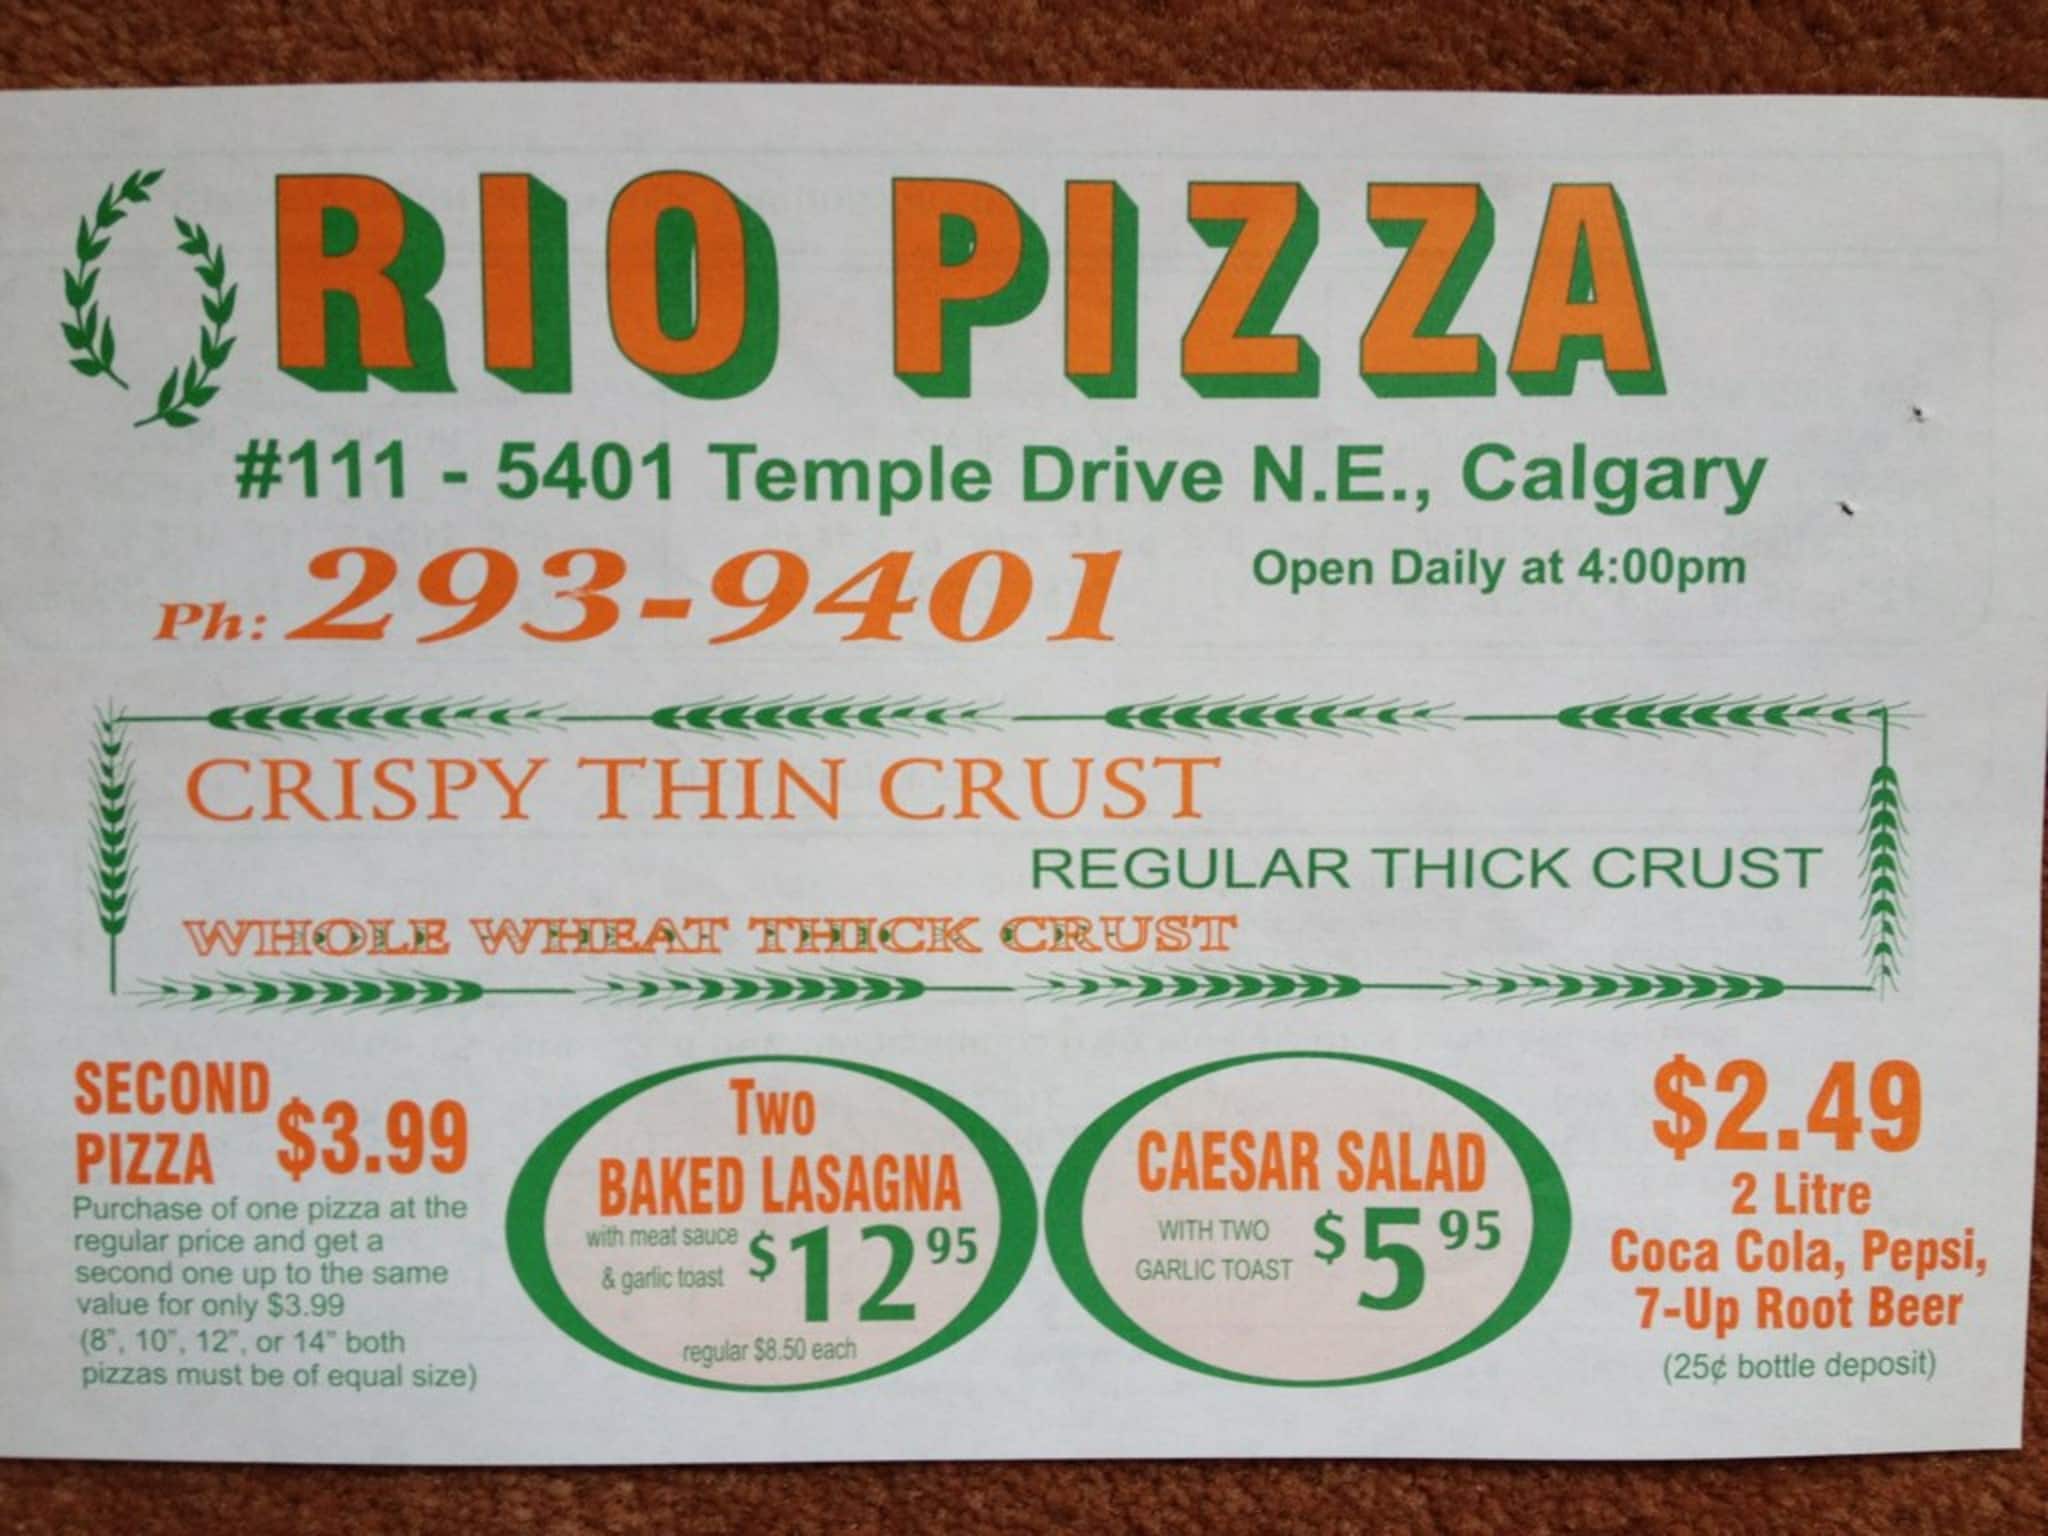 RIO PIZZA
#111 - 5401 Temple Drive N.E., Calgary
Ph: 293-9401
Open Daily at 4:00pm
CRISPY THIN CRUST
REGULAR THICK CRUST
WHOLE WHEAT THICK CRUST
SECOND
PIZZA $3.99
Purchase of one pizza at the
regular price and get a
second one up to the same
value for only $3.99
(8", 10", 12", or 14" both
pizzas must be of equal size)
Two
BAKED LASAGNA
with meat sauce
& garlic toast
$12 95
regular $8.50 each
CAESAR SALAD
WITH TWO
GARLIC TOAST
$5 95
$2.49
2 Litre
Coca Cola, Pepsi,
7-Up Root Beer
(25¢ bottle deposit)